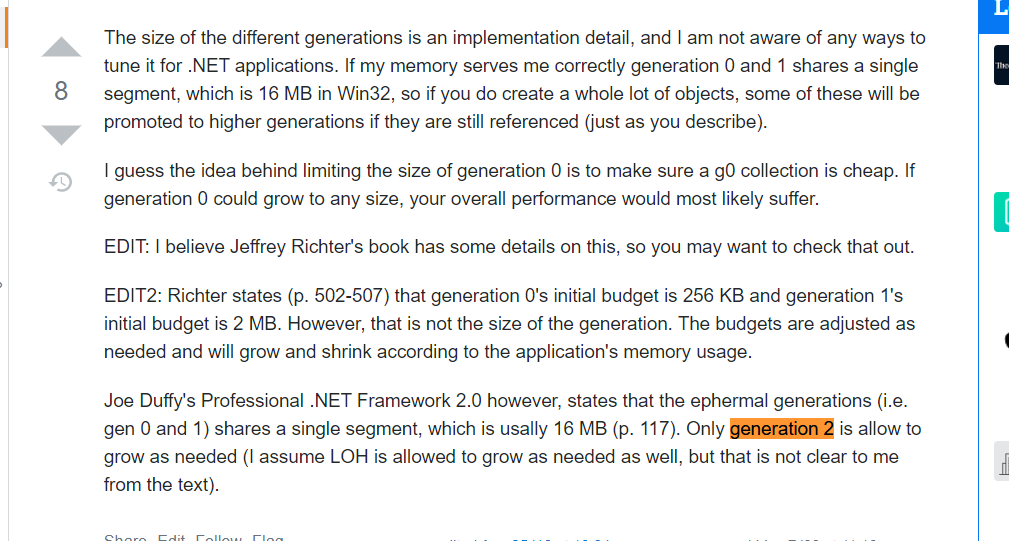 The size of the different generations is an implementation detail, and I am not aware of any ways to
tune it for .NET applications. If my memory serves me correctly generation 0 and 1 shares a single
segment, which is 16 MB in Win32, so if you do create a whole lot of objects, some of these will be
promoted to higher generations if they are still referenced (just as you describe).
8
I guess the idea behind limiting the size of generation 0 is to make sure a g0 collection is cheap. If
generation 0 could grow to any size, your overall performance would most likely suffer.
EDIT: I believe Jeffrey Richter's book has some details on this, so you may want to check that out.
EDIT2: Richter states (p. 502-507) that generation 0's initial budget is 256 KB and generation 1's
initial budget is 2 MB. However, that is not the size of the generation. The budgets are adjusted as
needed and will grow and shrink according to the application's memory usage.
Joe Duffy's Professional .NET Framework 2.0 however, states that the ephermal generations (i.e.
gen 0 and 1) shares a single segment, which is usally 16 MB (p. 117). Only generation 2 is allow to
grow as needed (I assume LOH is allowed to grow as needed as well, but that is not clear to me
from the text).
Share Edit Follow Flag